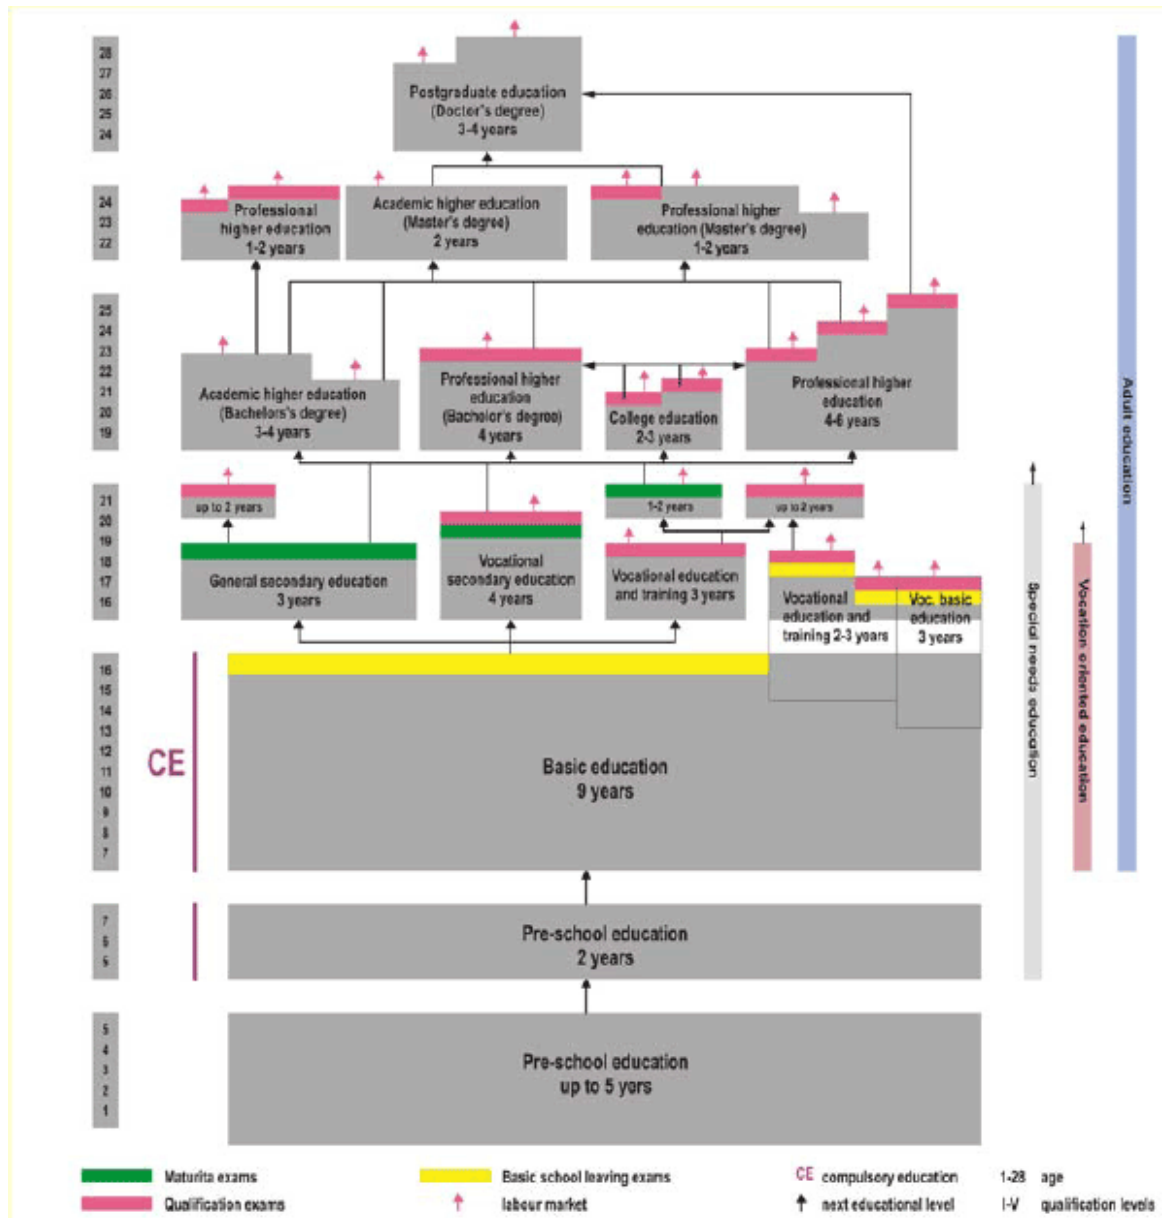 28
27
26
25
24
Postgraduate education
(Doctor's degree)
3-4 years
24
23
22
Professional
higher education
1-2 years
Academic higher education
(Master's degree)
2 years
Professional higher
education (Master's degree)
1-2 years
25
24
23
22
21
20
19
Academic higher education
(Bachelors's degree)
3-4 years
Professional higher
education
(Bachelor's degree)
4 years
College education
2-3 years
Professional higher
education
4-6 years
21
20
19
18
17
16
up to 2 years
1-2 years
up to 2 years
General secondary education
3 years
Vocational
secondary education
4 years
Vocational education
and training 3 years
Vocational
education and
training 2-3 years
Voc. basic
education
3 years
16
15
14
13
12
11
10
9
8
7
CE
Basic education
9 years
7
6
5
Pre-school education
2 years
5
4
3
2
1
Pre-school education
up to 5 yers
Special needs education
Vocation oriented education
Adult education
Maturita exams
Qualification exams
Basic school leaving exams
labour market
CE compulsory education
next educational level
1-28 age
I-V qualification levels